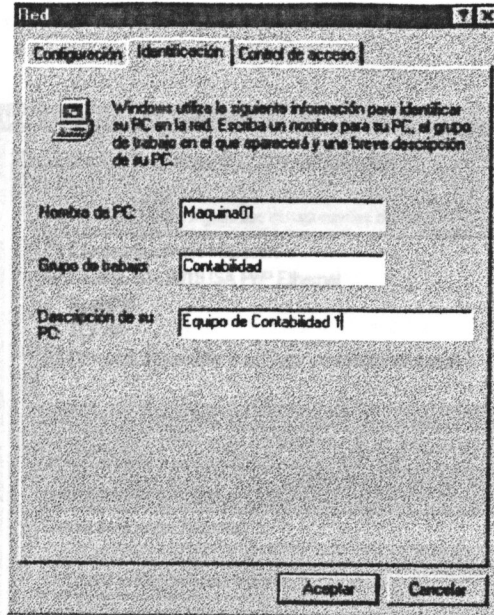 Red
Configuración Identificación Control de acceso
Windows utiliza la siguiente información para identificar
su PC en la red. Escriba un nombre para su PC, el grupo
de trabajo en el que aparecerá y una breve descripción
de su PC.
Nombre de PC: Maquina01
Grupo de trabajo: Contabilidad
Descripción de su
PC: Equipo de Contabilidad 1
Aceptar Cancelar